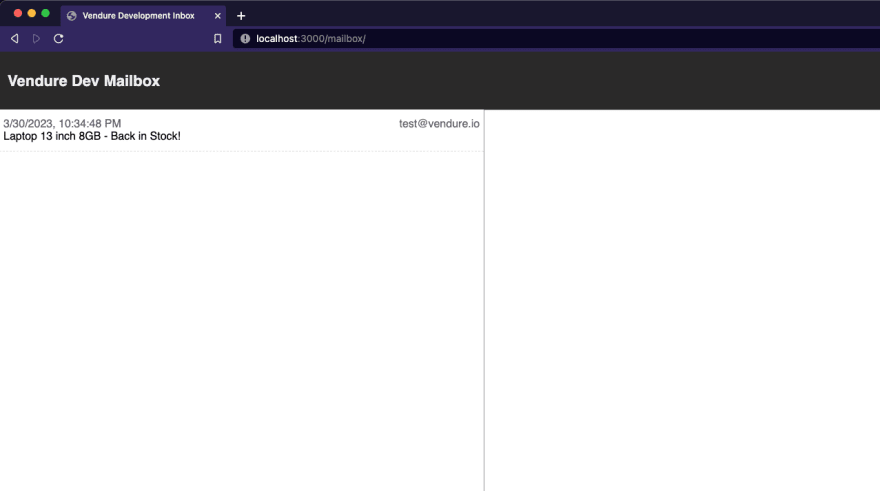 Vendure Development Inbox
localhost:3000/mailbox/
Vendure Dev Mailbox
3/30/2023, 10:34:48 PM test@vendure.io
Laptop 13 inch 8GB - Back in Stock!